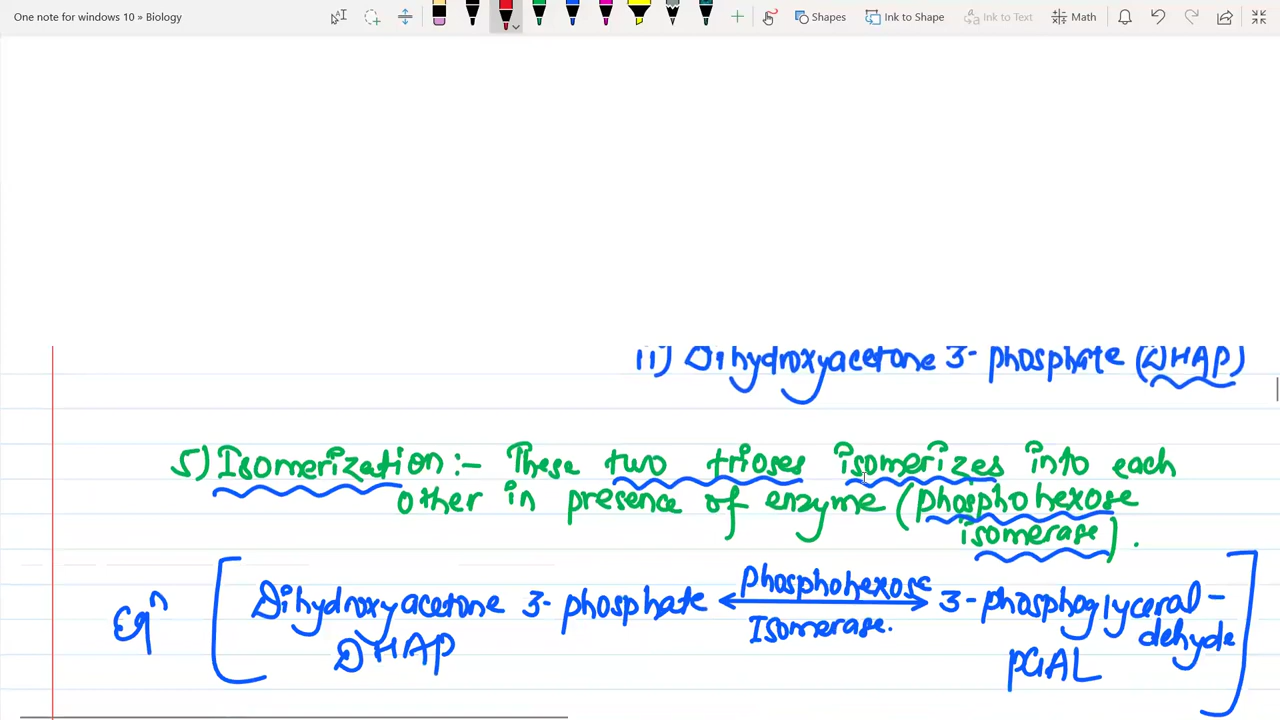 One note for windows 10 » Biology
Shapes
Ink to Shape
Ink to Text
Math
ii) Dihydroxyacetone 3-phosphate (DHAP)
5) Isomerization :- These two trioses isomerizes into each
other in presence of enzyme (phosphohexose
isomerase).
Eqⁿ
Dihydroxyacetone 3-phosphate
Phosphohexose
Isomerase.
3-phosphoglyceral-
dehyde
DHAP
PGAL